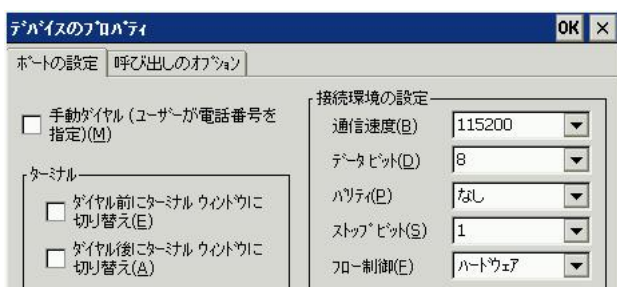 ﾃﾞﾊﾞｲｽのﾌﾟﾛﾊﾟﾃｨ
OK ×
ﾎﾟｰﾄの設定 呼び出しのｵﾌﾟｼｮﾝ
手動ﾀﾞｲﾔﾙ (ﾕｰｻﾞｰが電話番号を
指定)(M)
ﾀｰﾐﾅﾙ
ﾀﾞｲﾔﾙ前にﾀｰﾐﾅﾙ ｳｨﾝﾄﾞｳに
切り替え(E)
ﾀﾞｲﾔﾙ後にﾀｰﾐﾅﾙ ｳｨﾝﾄﾞｳに
切り替え(A)
接続環境の設定
通信速度(B) 115200
ﾃﾞｰﾀ ﾋﾞｯﾄ(D) 8
ﾊﾟﾘﾃｨ(P) なし
ｽﾄｯﾌﾟ ﾋﾞｯﾄ(S) 1
ﾌﾛｰ制御(F) ﾊｰﾄﾞｳｪｱ